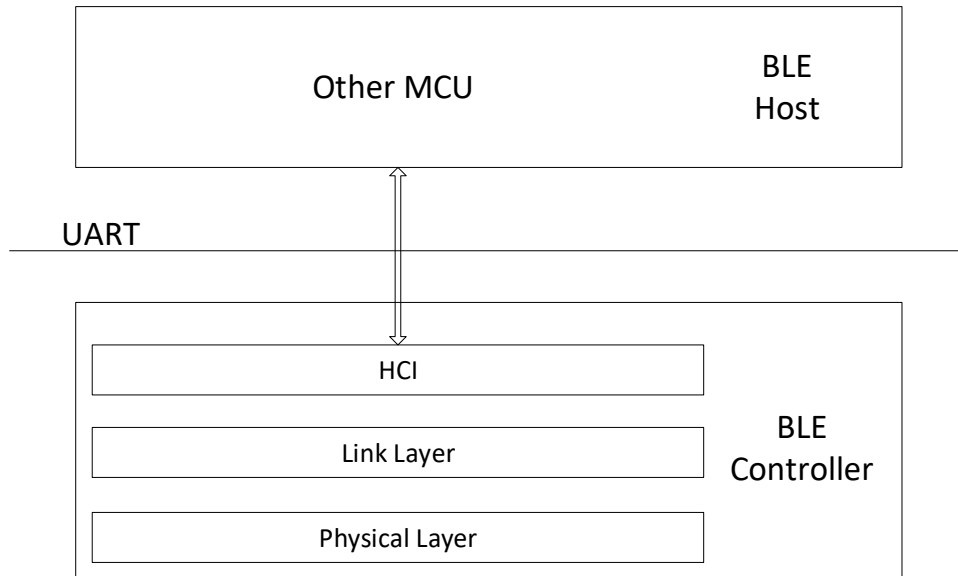 Other MCU
BLE
Host
UART
HCI
Link Layer
BLE
Controller
Physical Layer